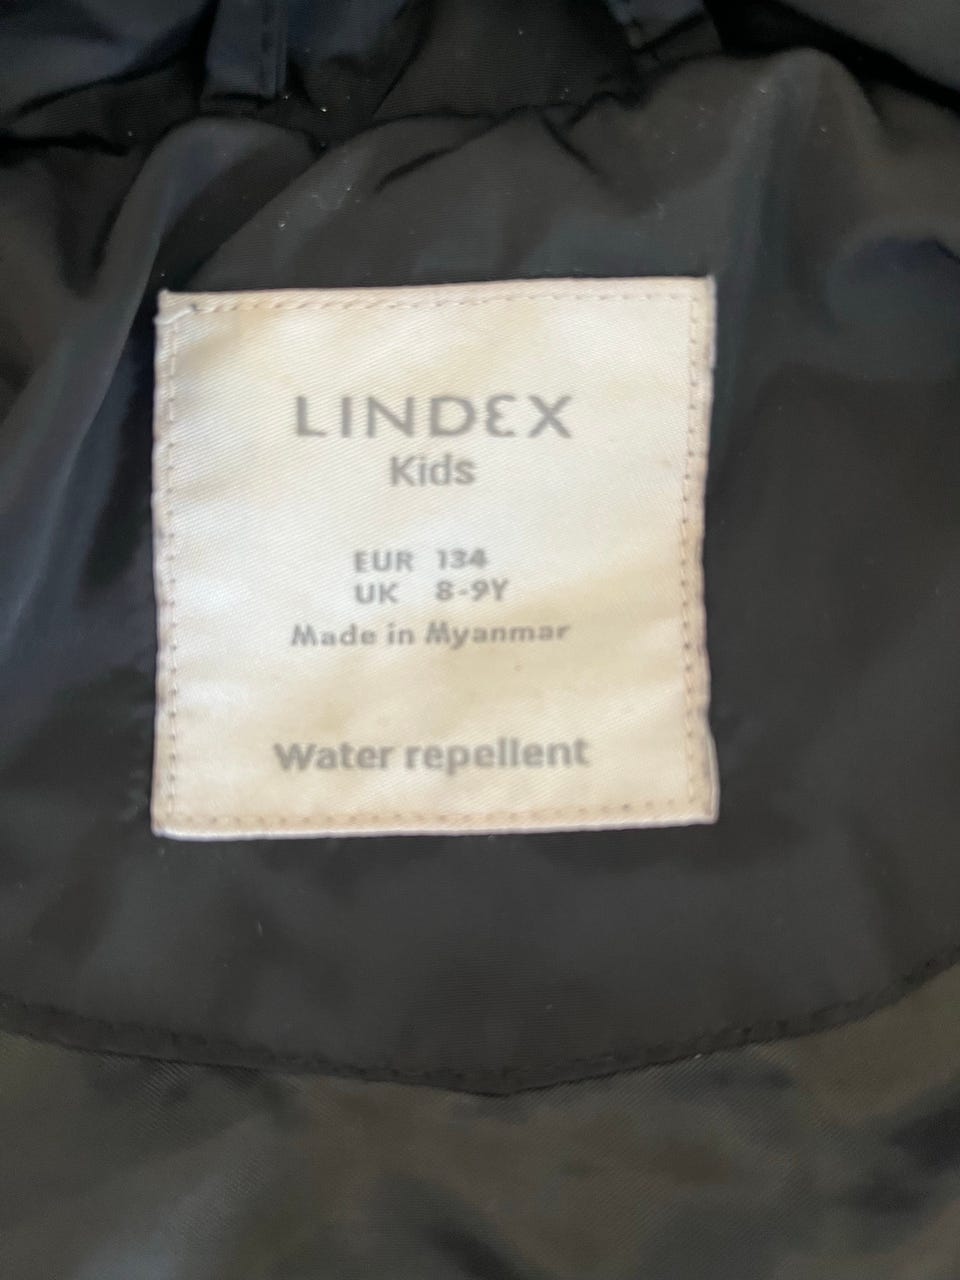 LINDEX
Kids
EUR 134
UK 8-9Y
Made in Myanmar
Water repellent